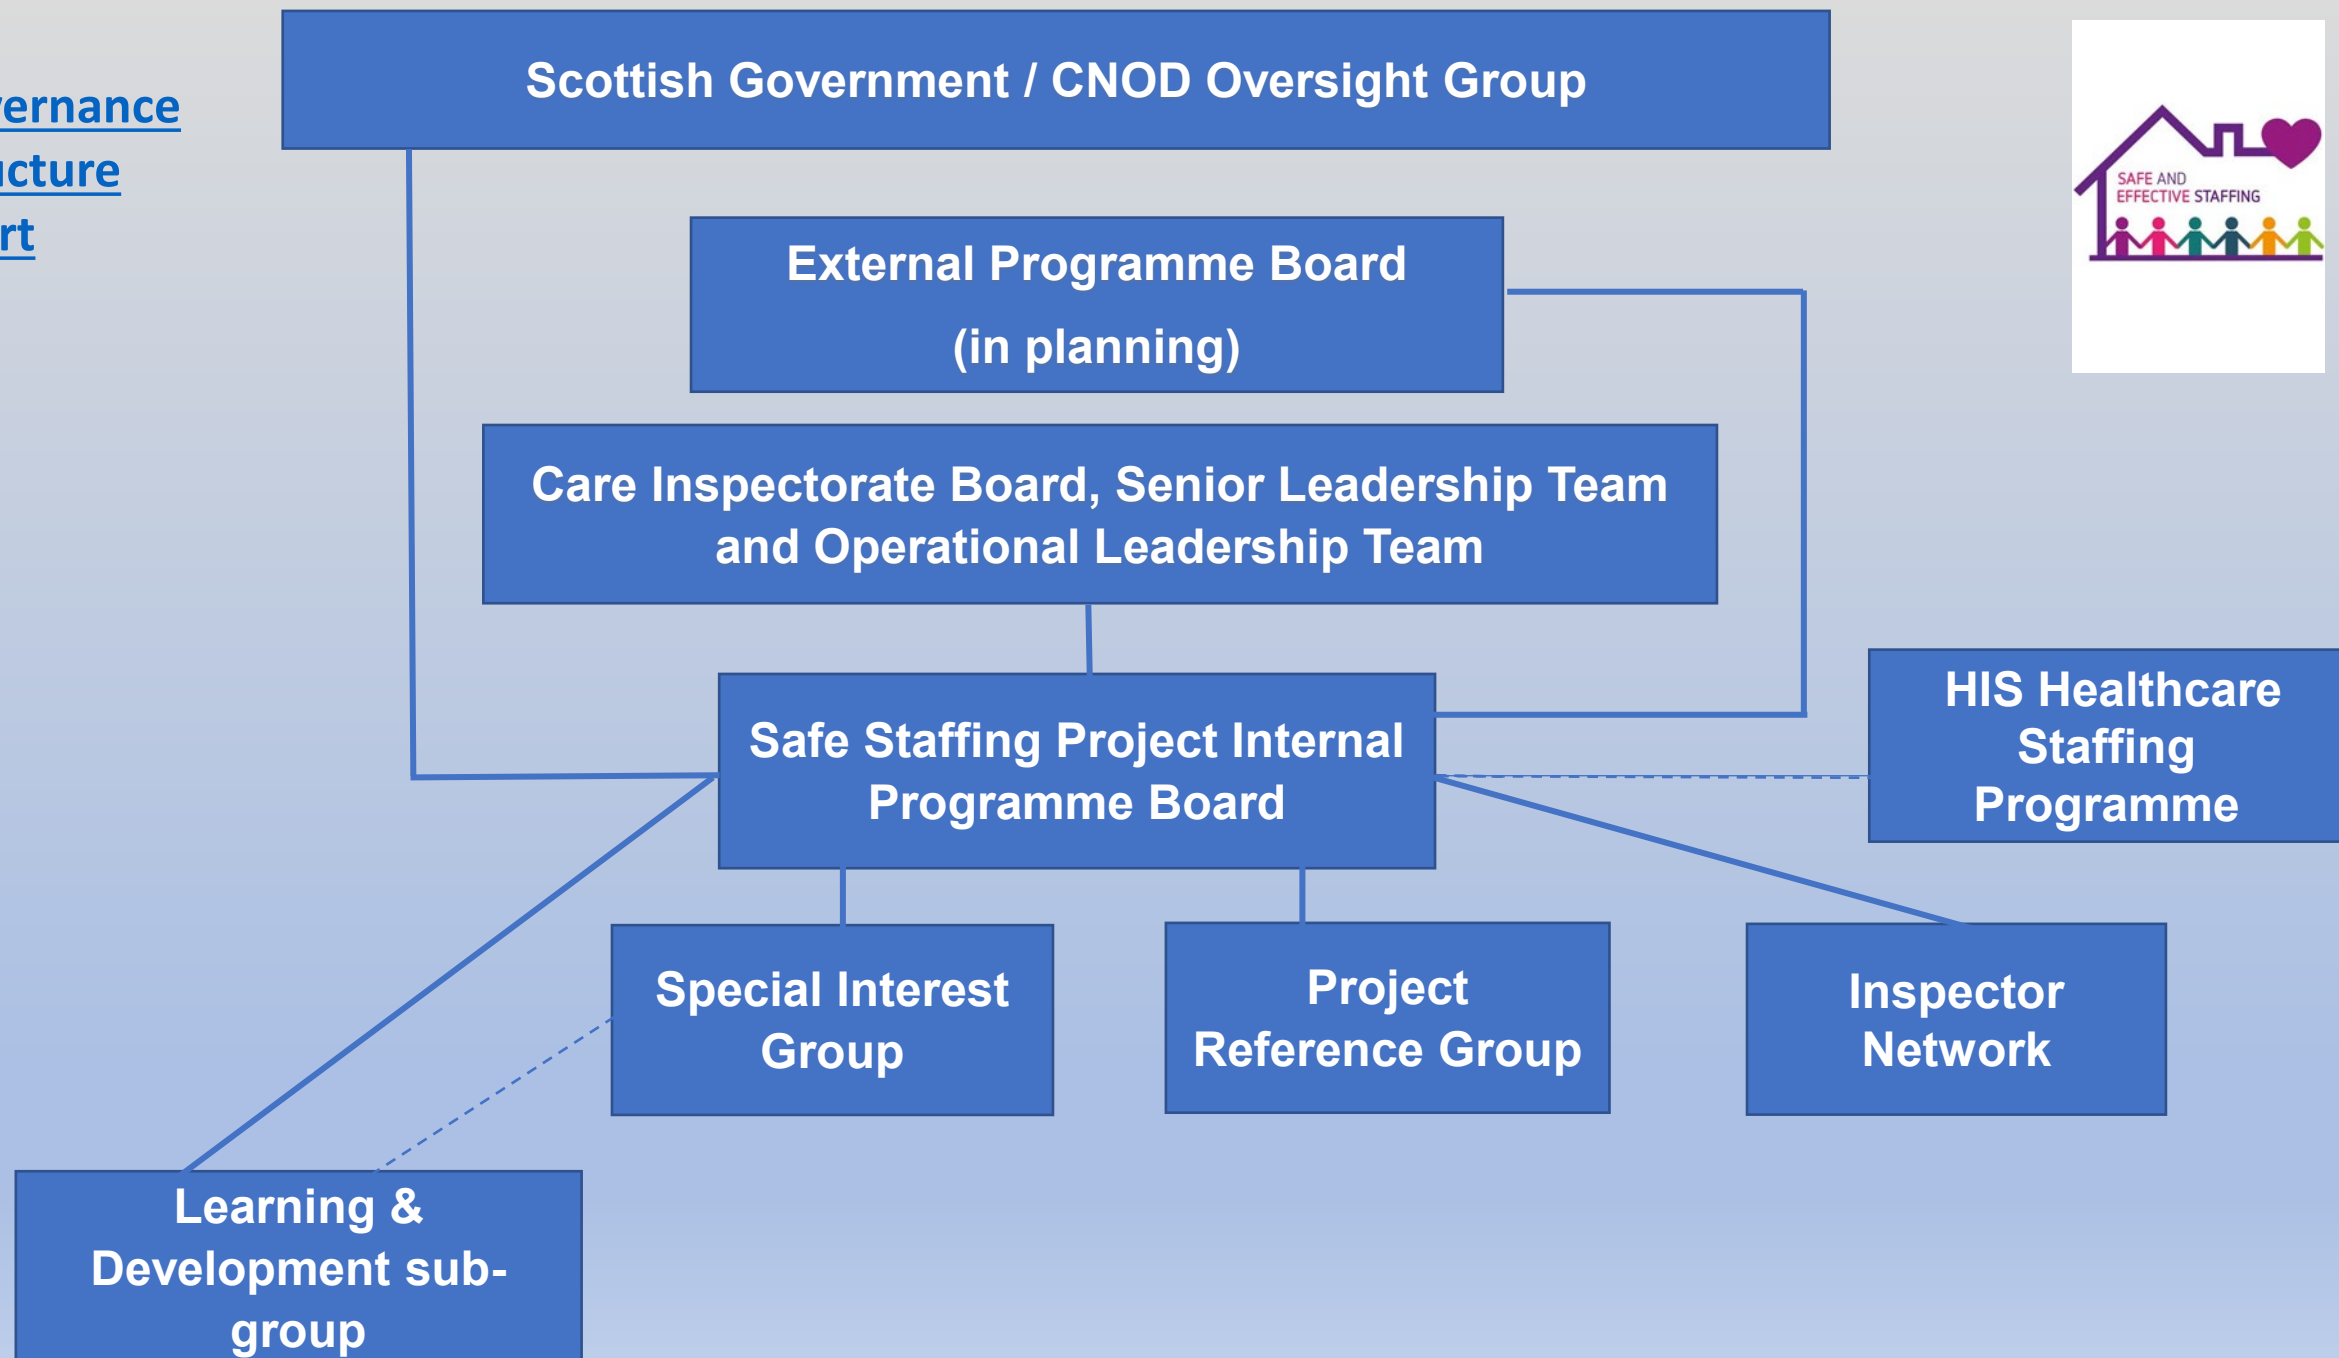 vernance
ucture
rt
Scottish Government / CNOD Oversight Group
External Programme Board
(in planning)
SAFE AND
EFFECTIVE STAFFING
Care Inspectorate Board, Senior Leadership Team
and Operational Leadership Team
Safe Staffing Project Internal
Programme Board
HIS Healthcare
Staffing
Programme
Special Interest
Group
Project
Reference Group
Inspector
Network
Learning &
Development sub-
group